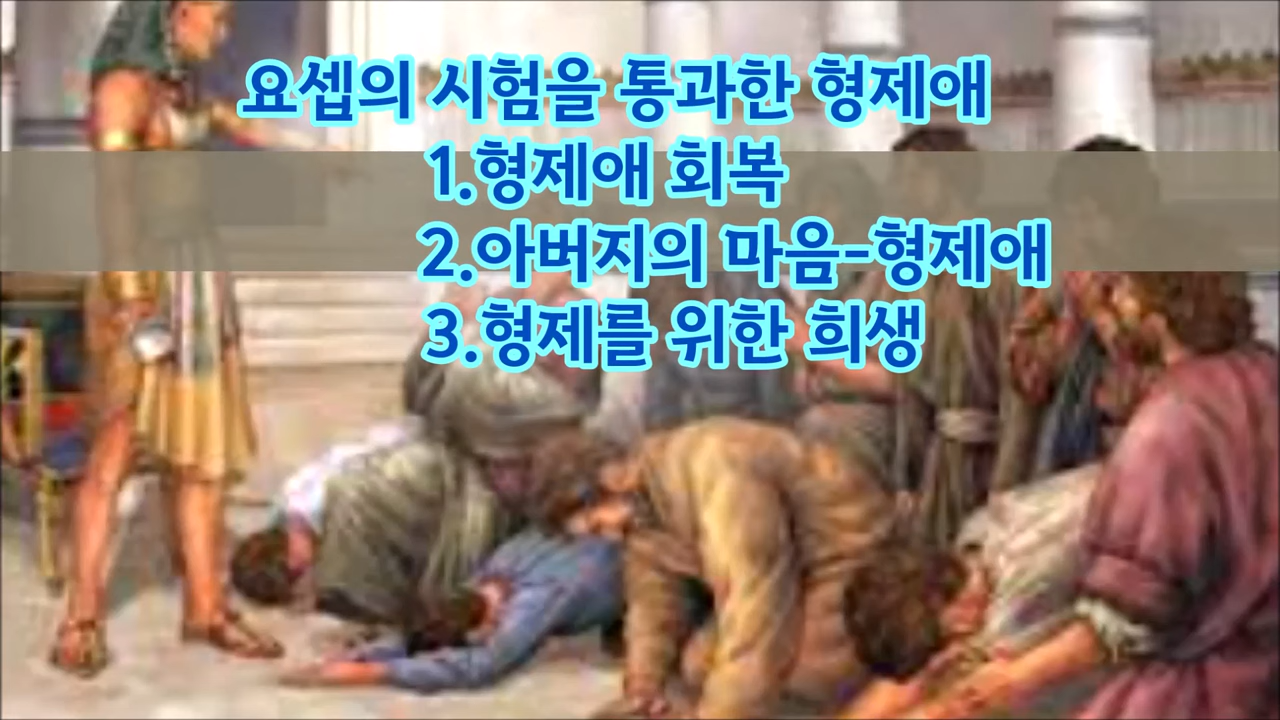 요셉의 시험을 통과한 형제애
1.형제애 회복
2.아버지의 마음-형제애
3.형제를 위한 희생